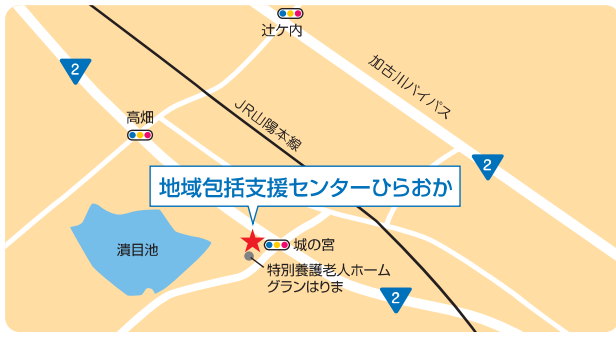 辻ケ内
2
加古川バイパス
高畑
JR山陽本線
2
地域包括支援センターひらおか
城の宮
潰目池
特別養護老人ホーム
グランはりま
2